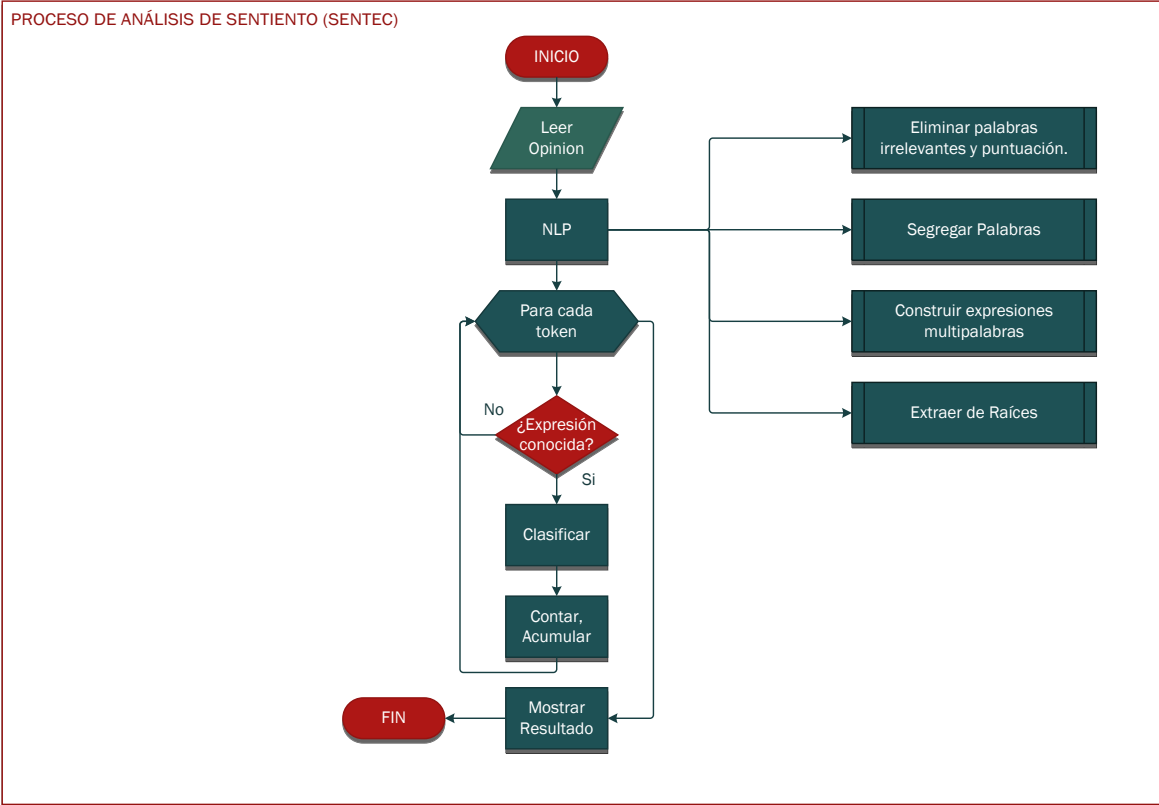 PROCESO DE ANÁLISIS DE SENTIENTO (SENTEC)
INICIO
Leer
Opinion
NLP
Para cada
token
No
¿Expresión
conocida?
Si
Clasificar
Contar,
Acumular
Mostrar
Resultado
FIN
Eliminar palabras
irrelevantes y puntuación.
Segregar Palabras
Construir expresiones
multipalabras
Extraer de Raíces